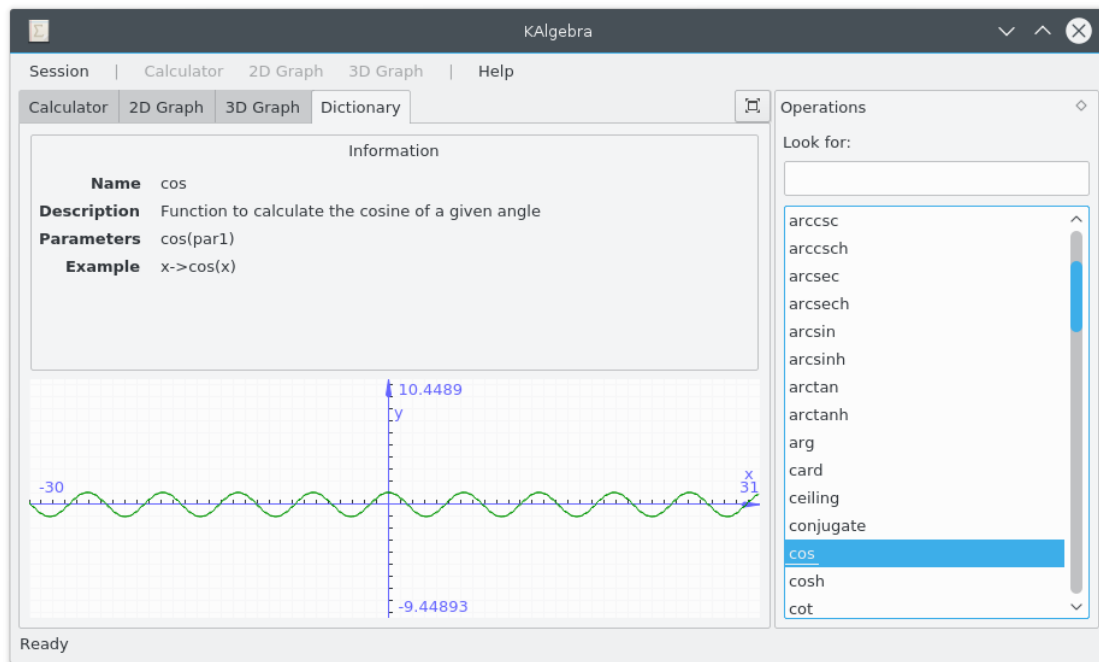 KAlgebra
Session | Calculator 2D Graph 3D Graph | Help
Calculator 2D Graph 3D Graph Dictionary
Information
Name cos
Description Function to calculate the cosine of a given angle
Parameters cos(par1)
Example x->cos(x)
10.4489
y
-30
x
31
-9.44893
Operations
Look for:
arccsc
arccsch
arcsec
arcsech
arcsin
arcsinh
arctan
arctanh
arg
card
ceiling
conjugate
cos
cosh
cot
Ready